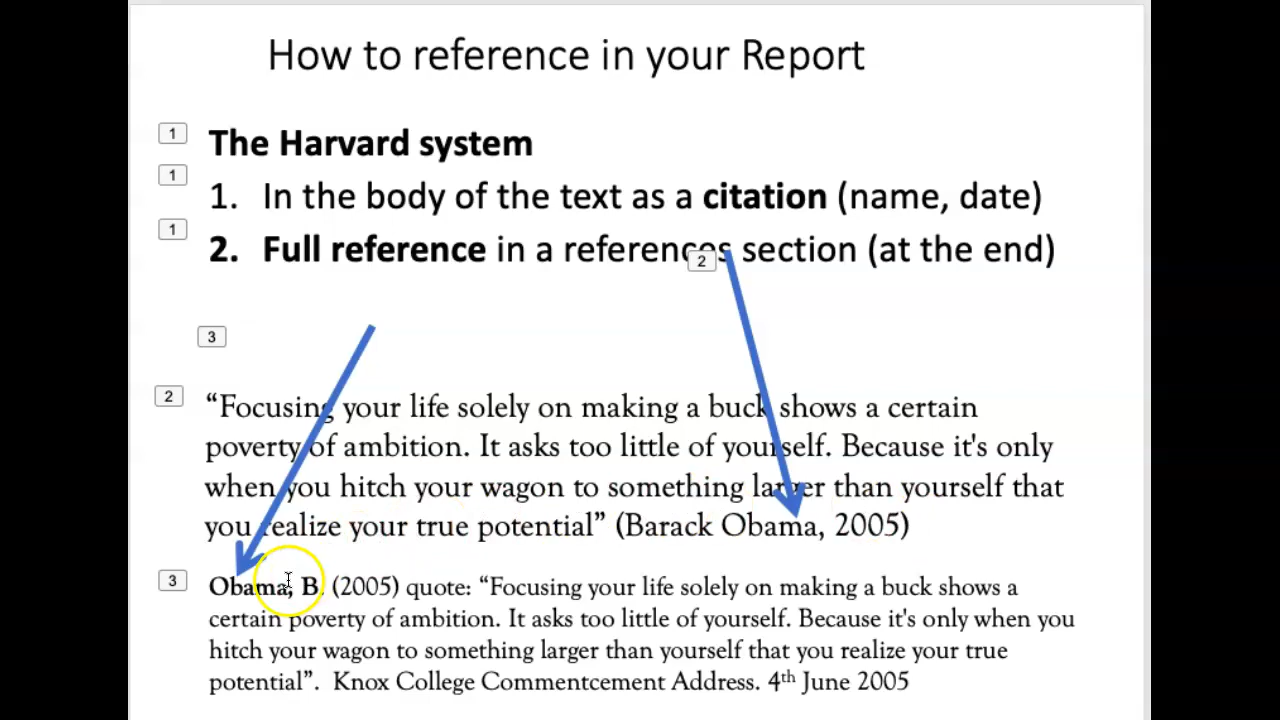 How to reference in your Report
1
The Harvard system
1
1. In the body of the text as a citation (name, date)
1
2. Full reference in a references section (at the end)
2
3
2
“Focusing your life solely on making a buck shows a certain
poverty of ambition. It asks too little of yourself. Because it's only
when you hitch your wagon to something larger than yourself that
you realize your true potential” (Barack Obama, 2005)
3
Obama, B. (2005) quote: “Focusing your life solely on making a buck shows a
certain poverty of ambition. It asks too little of yourself. Because it's only when you
hitch your wagon to something larger than yourself that you realize your true
potential”. Knox College Commentcement Address. 4th June 2005